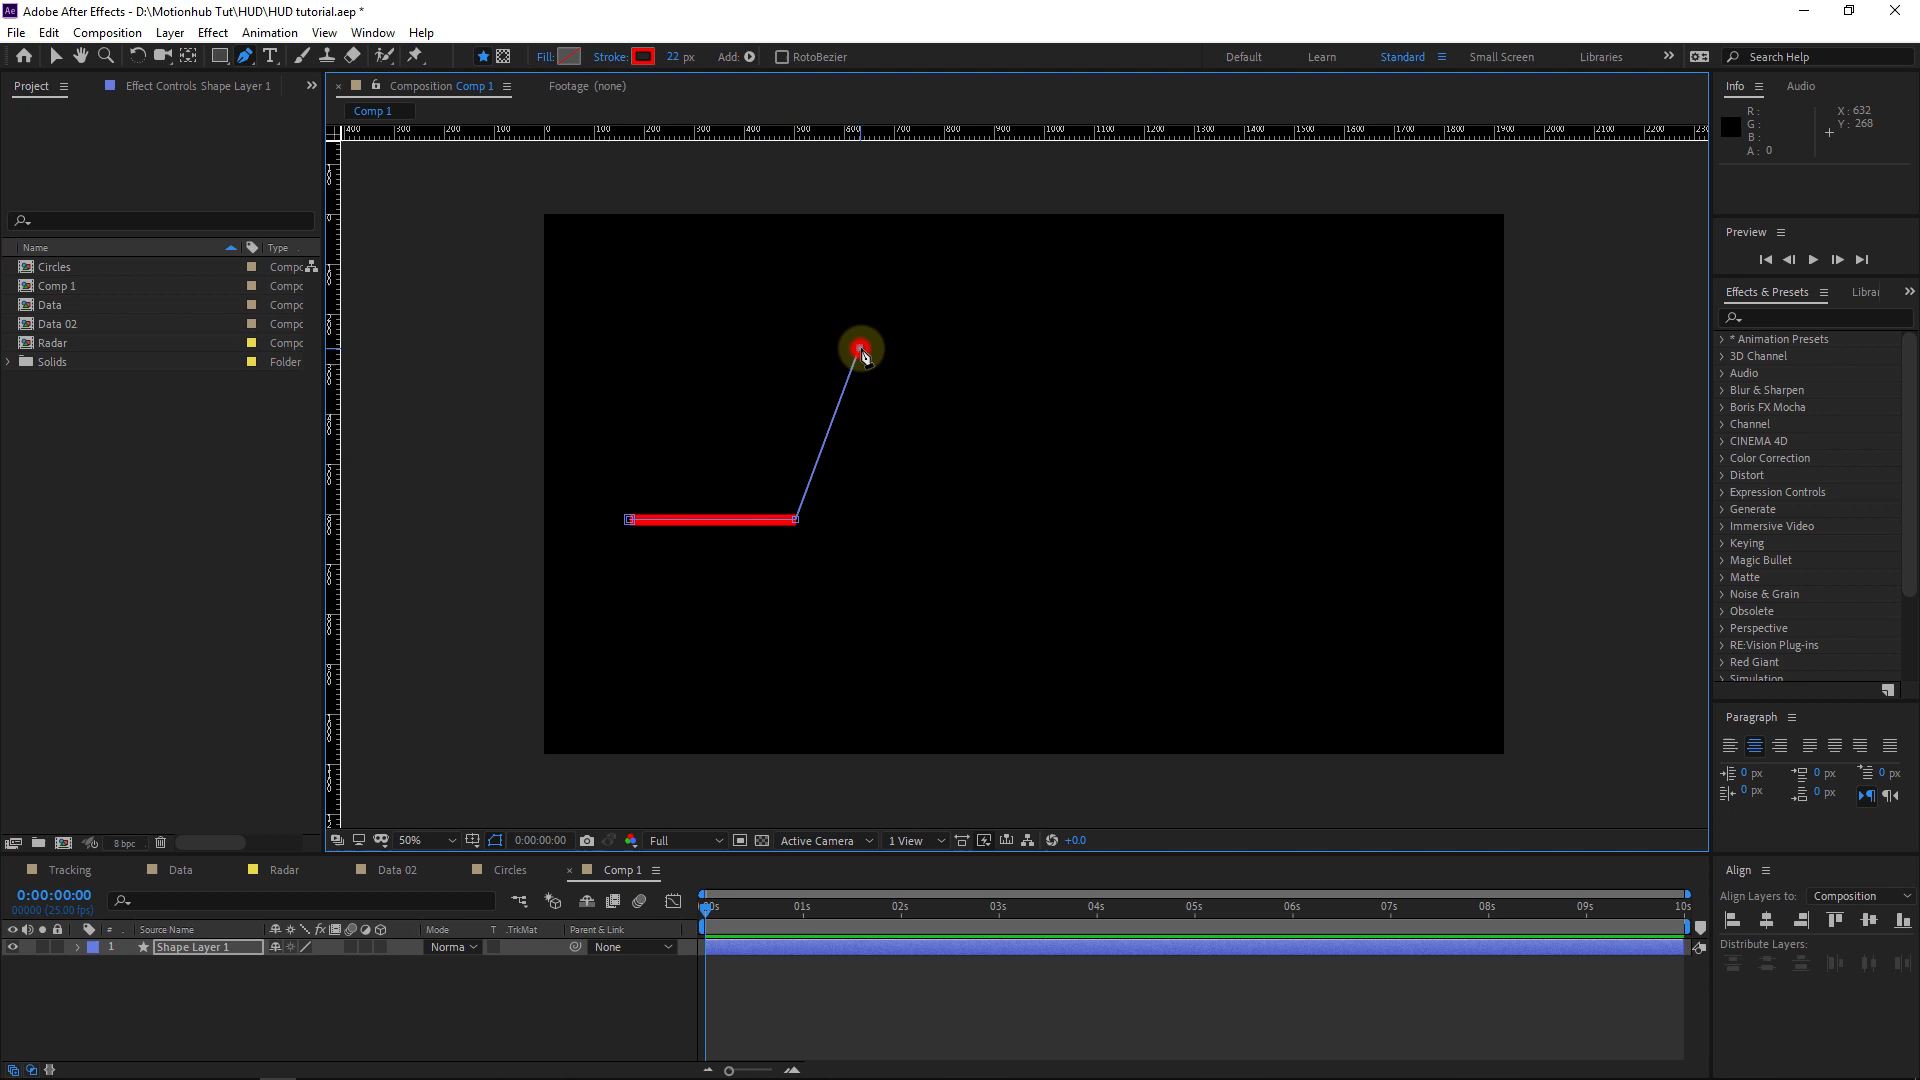 Adobe After Effects - D:\Motionhub Tut\HUD\HUD tutorial.aep *
File Edit Composition Layer Effect Animation View Window Help
Fill: Stroke: 22 px Add: RotoBezier Default Learn Standard Small Screen Libraries Search Help
Project Effect Controls Shape Layer 1
Composition Comp 1 Footage (none)
Comp 1
Info Audio
R: G: B: A: 0
X: 632
Y: 268
Preview
Effects & Presets Librai
* Animation Presets
3D Channel
Audio
Blur & Sharpen
Boris FX Mocha
Channel
CINEMA 4D
Color Correction
Distort
Expression Controls
Generate
Immersive Video
Keying
Magic Bullet
Matte
Noise & Grain
Obsolete
Perspective
RE:Vision Plug-ins
Red Giant
Simulation
Name Type
Circles Compc
Comp 1 Compc
Data Compc
Data 02 Compc
Radar Compc
Solids Folder
8 bpc
50% 0:00:00:00 Full Active Camera 1 View +0.0
Paragraph
0 px 0 px 0 px
0 px 0 px
Tracking Data Radar Data 02 Circles Comp 1
0:00:00:00
00000 (25.00 fps)
# Source Name Mode T .TrkMat Parent & Link
1 Shape Layer 1 Norma None
00s 01s 02s 03s 04s 05s 06s 07s 08s 09s 10s
Align
Align Layers to: Composition
Distribute Layers: